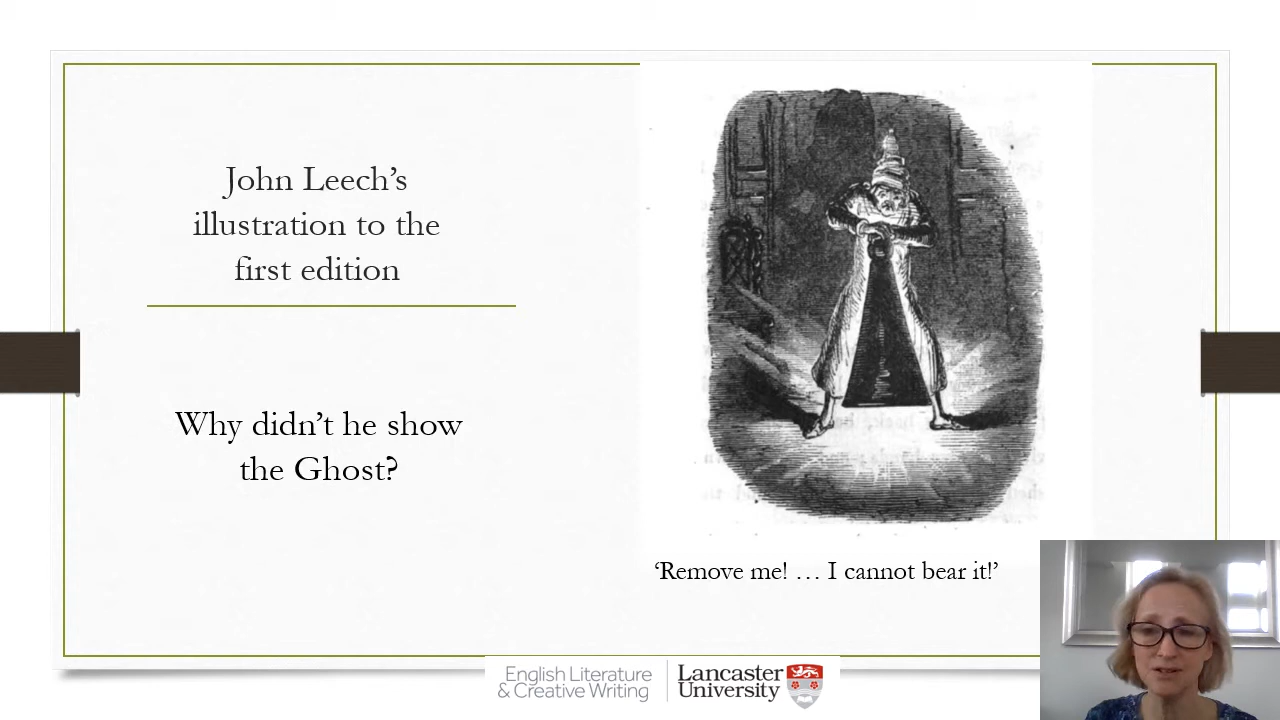 John Leech’s
illustration to the
first edition
Why didn’t he show
the Ghost?
‘Remove me! … I cannot bear it!’
English Literature
& Creative Writing
Lancaster
University